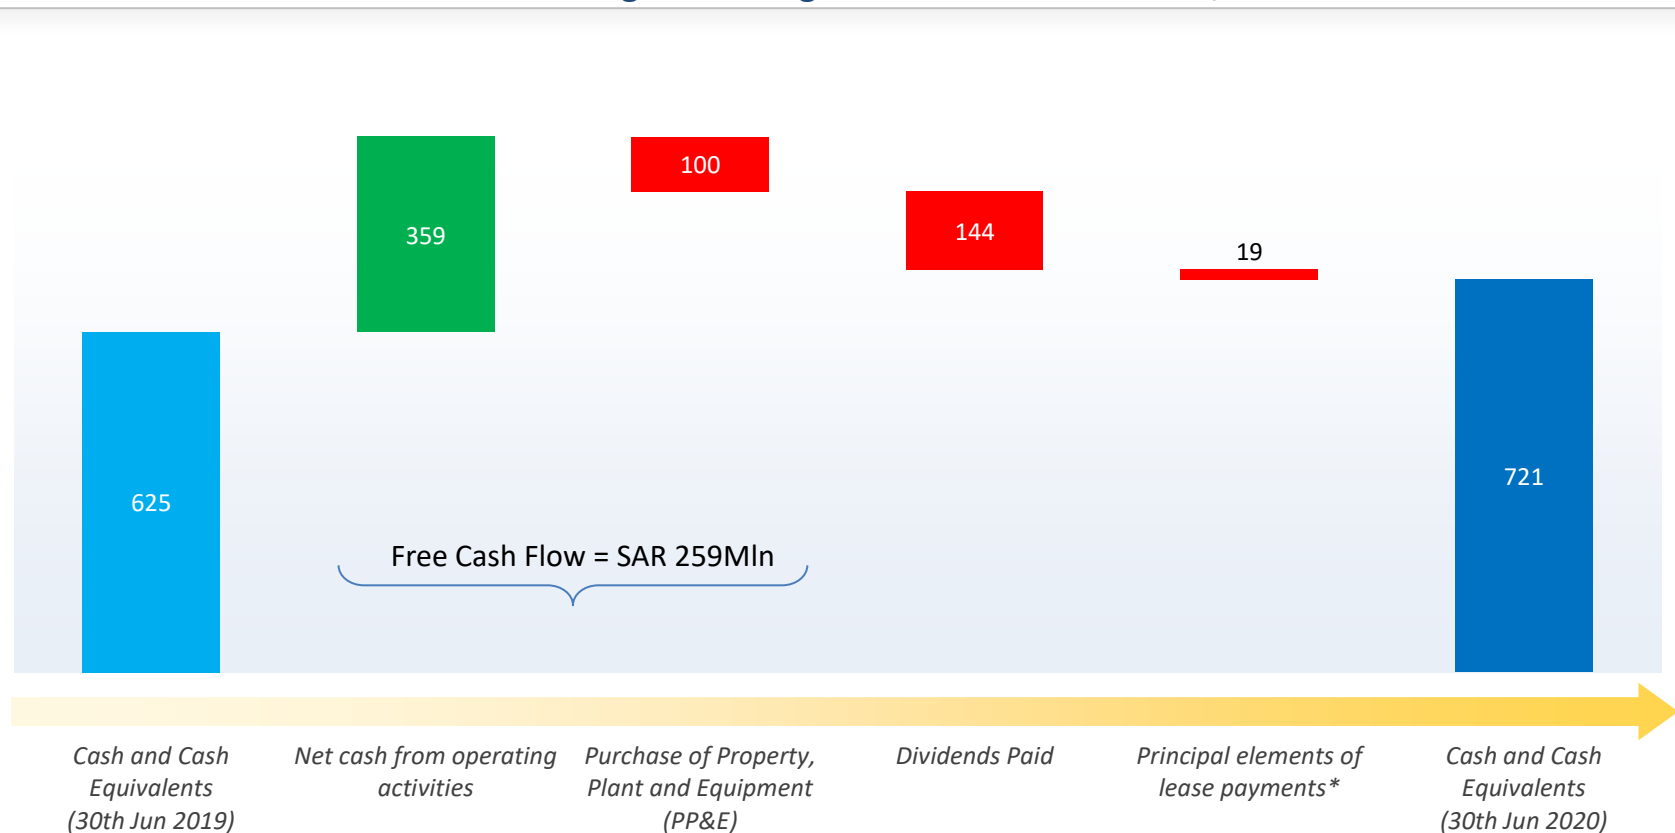 359
100
144
19
625
721
Free Cash Flow = SAR 259Mln
Cash and Cash
Equivalents
(30th Jun 2019)
Net cash from operating
activities
Purchase of Property,
Plant and Equipment
(PP&E)
Dividends Paid
Principal elements of
lease payments*
Cash and Cash
Equivalents
(30th Jun 2020)